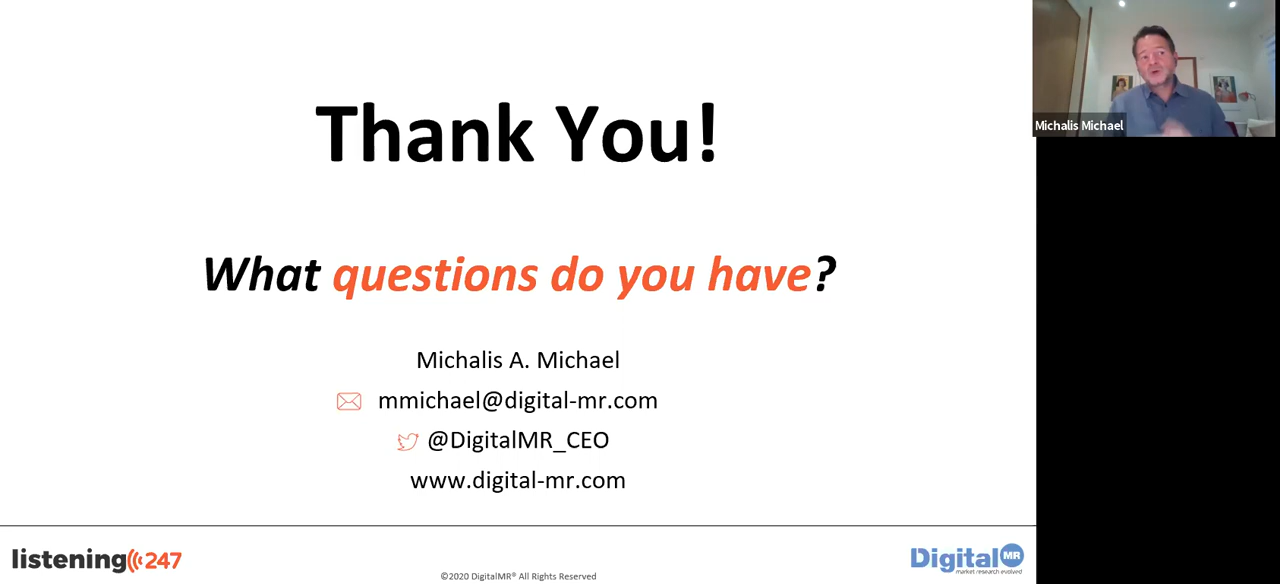 Thank You!
What questions do you have?
Michalis A. Michael
mmichael@digital-mr.com
@DigitalMR_CEO
www.digital-mr.com
listening 247
©2020 DigitalMR® All Rights Reserved
Digital MR
market research evolved
Michalis Michael